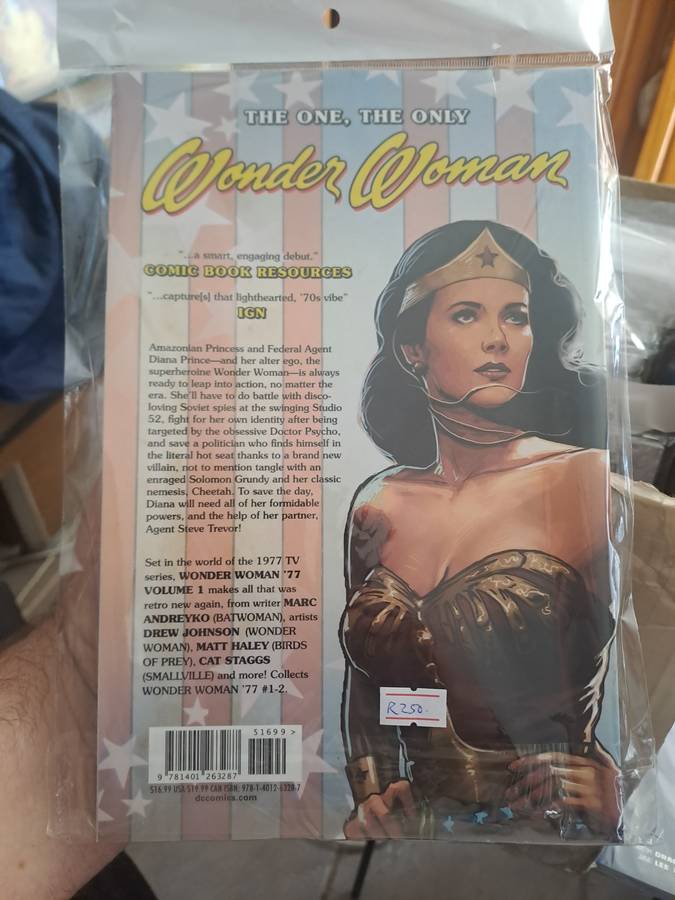 THE ONE, THE ONLY
Wonder Woman
"...a smart, engaging debut."
COMIC BOOK RESOURCES
"...capture[s] that lighthearted, '70s vibe"
IGN
Amazonian Princess and Federal Agent
Diana Prince—and her alter ego, the
superheroine Wonder Woman—is always
ready to leap into action, no matter the
era. She'll have to do battle with disco-
loving Soviet spies at the swinging Studio
52, fight for her own identity after being
targeted by the obsessive Doctor Psycho,
and save a politician who finds himself in
the literal hot seat thanks to a brand new
villain, not to mention tangle with an
enraged Solomon Grundy and her classic
nemesis, Cheetah. To save the day,
Diana will need all of her formidable
powers, and the help of her partner,
Agent Steve Trevor!
Set in the world of the 1977 TV
series, WONDER WOMAN '77
VOLUME 1 makes all that was
retro new again, from writer MARC
ANDREYKO (BATWOMAN), artists
DREW JOHNSON (WONDER
WOMAN), MATT HALEY (BIRDS
OF PREY), CAT STAGGS
(SMALLVILLE) and more! Collects
WONDER WOMAN '77 #1-2.
R250.
51699 >
9 781401 263287
$16.99 USA $19.99 CAN ISBN: 978-1-4012-6328-7
dccomics.com
LEE